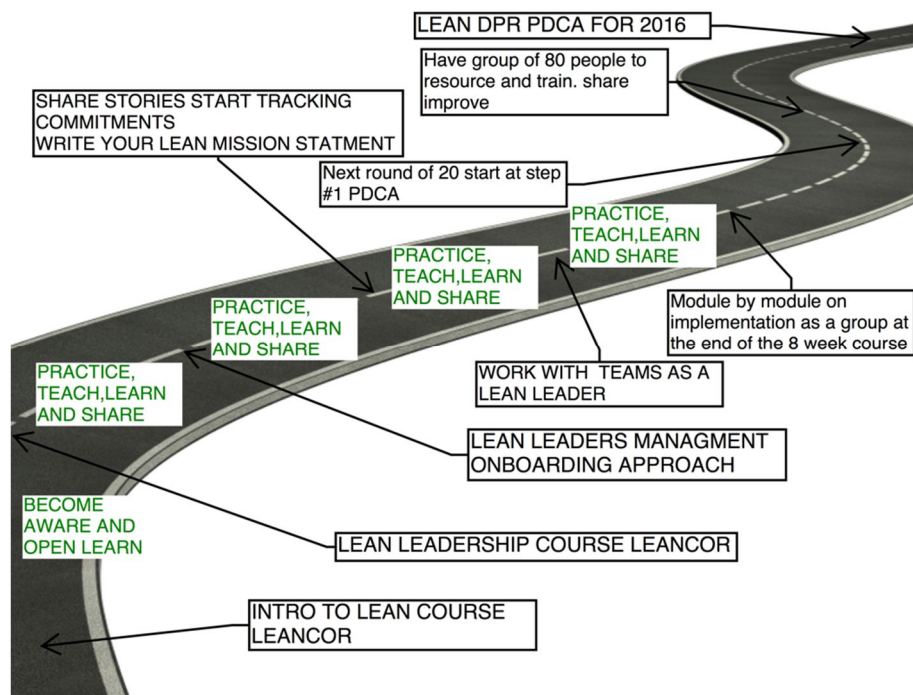 LEAN DPR PDCA FOR 2016
Have group of 80 people to
resource and train. share
improve
SHARE STORIES START TRACKING
COMMITMENTS
WRITE YOUR LEAN MISSION STATMENT
Next round of 20 start at step
#1 PDCA
PRACTICE,
TEACH,LEARN
AND SHARE
PRACTICE,
TEACH,LEARN
AND SHARE
PRACTICE,
TEACH,LEARN
AND SHARE
PRACTICE,
TEACH,LEARN
AND SHARE
Module by module on
implementation as a group at
the end of the 8 week course
WORK WITH TEAMS AS A
LEAN LEADER
LEAN LEADERS MANAGMENT
ONBOARDING APPROACH
BECOME
AWARE AND
OPEN LEARN
LEAN LEADERSHIP COURSE LEANCOR
INTRO TO LEAN COURSE
LEANCOR